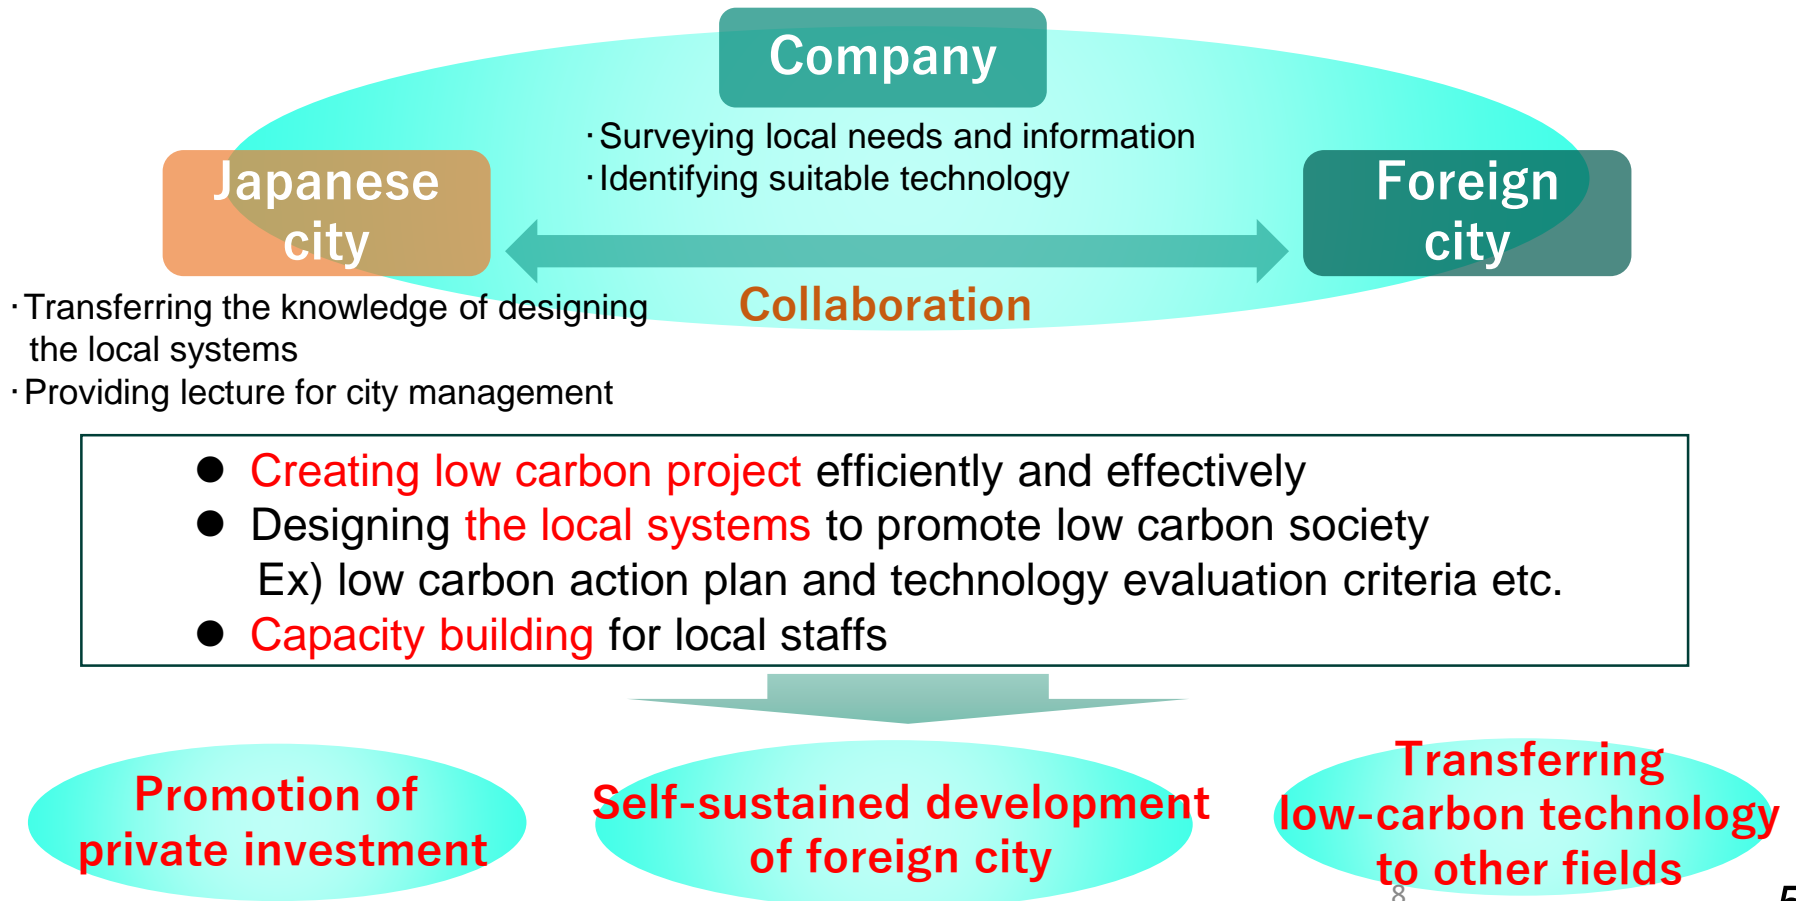 Company
·Surveying local needs and information
·Identifying suitable technology
Japanese
city
Foreign
city
Collaboration
·Transferring the knowledge of designing
the local systems
·Providing lecture for city management
● Creating low carbon project efficiently and effectively
● Designing the local systems to promote low carbon society
Ex) low carbon action plan and technology evaluation criteria etc.
● Capacity building for local staffs
Promotion of
private investment
Self-sustained development
of foreign city
Transferring
low-carbon technology
to other fields
8
5